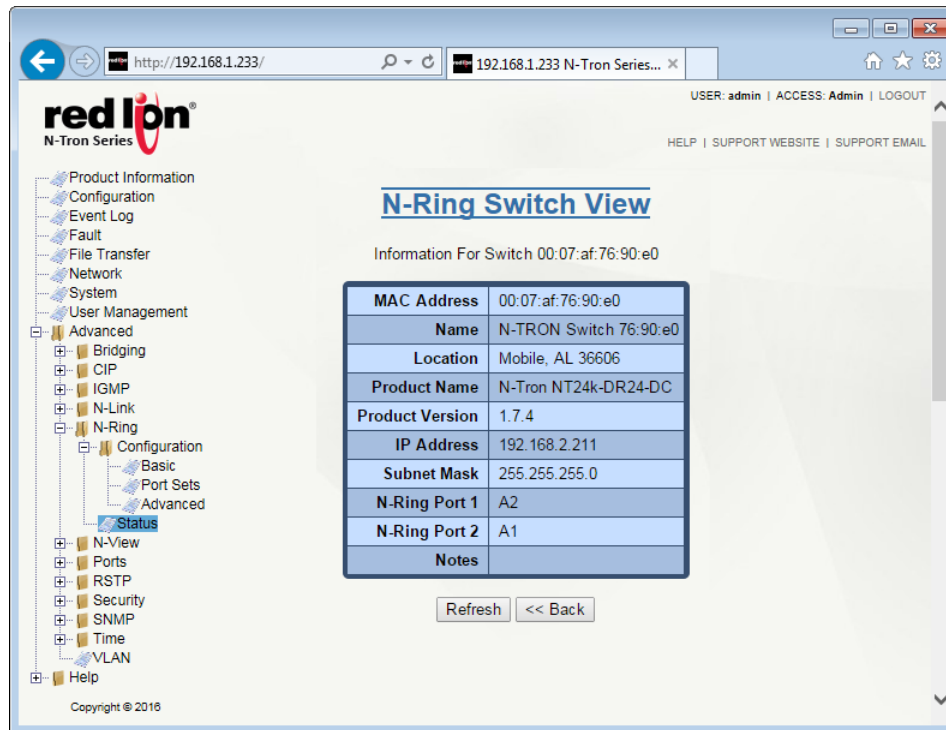 http://192.168.1.233/
192.168.1.233 N-Tron Series...
USER: admin | ACCESS: Admin | LOGOUT
red lion®
N-Tron Series
HELP | SUPPORT WEBSITE | SUPPORT EMAIL
Product Information
Configuration
Event Log
Fault
File Transfer
Network
System
User Management
Advanced
Bridging
CIP
IGMP
N-Link
N-Ring
Configuration
Basic
Port Sets
Advanced
Status
N-View
Ports
RSTP
Security
SNMP
Time
VLAN
Help
Copyright © 2016
N-Ring Switch View
Information For Switch 00:07:af:76:90:e0
MAC Address 00:07:af:76:90:e0
Name N-TRON Switch 76:90:e0
Location Mobile, AL 36606
Product Name N-Tron NT24k-DR24-DC
Product Version 1.7.4
IP Address 192.168.2.211
Subnet Mask 255.255.255.0
N-Ring Port 1 A2
N-Ring Port 2 A1
Notes
Refresh << Back